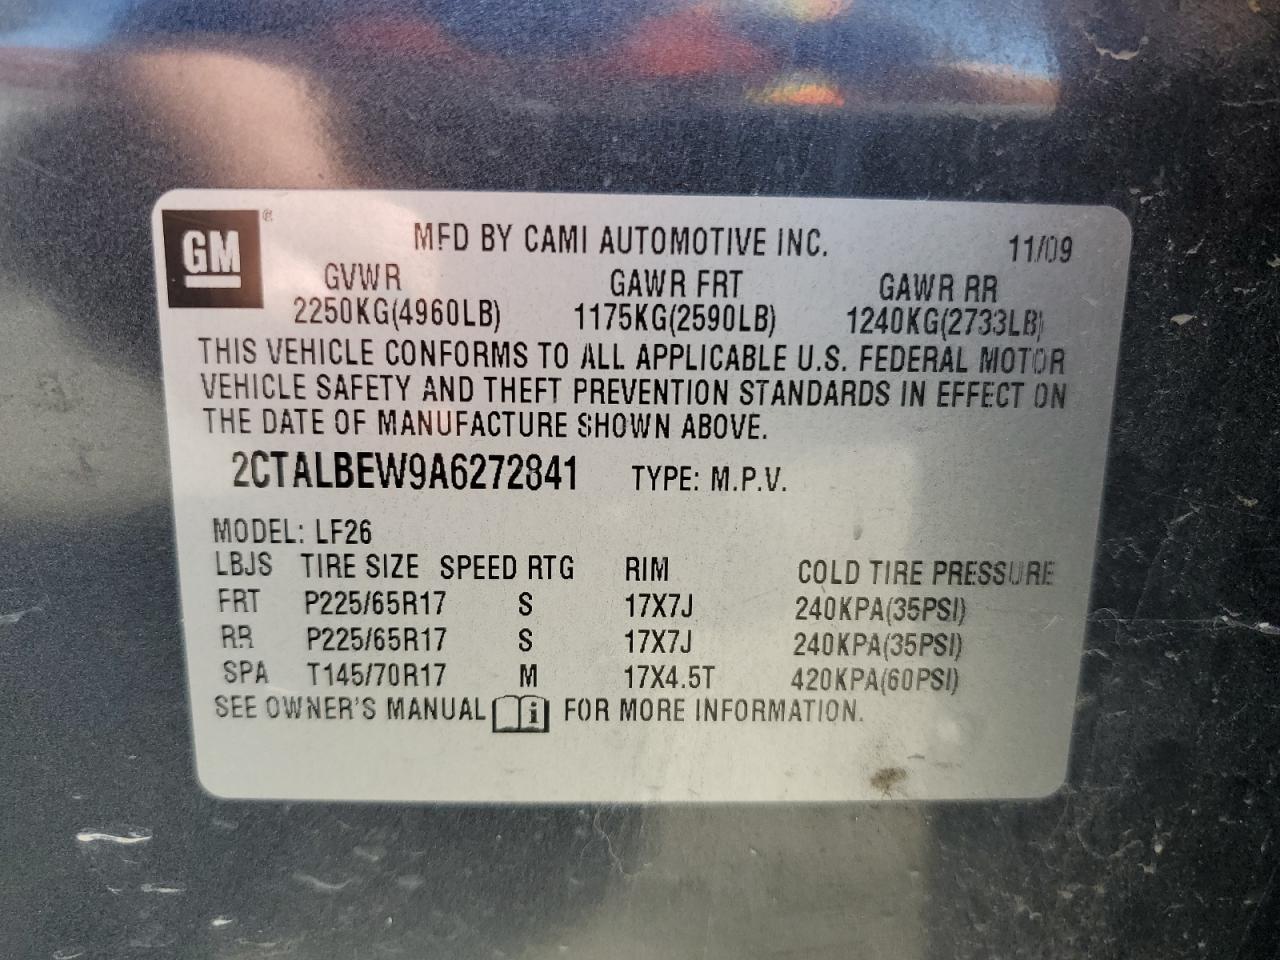 GM ®
MFD BY CAMI AUTOMOTIVE INC. 11/09
GVWR GAWR FRT GAWR RR
2250KG(4960LB) 1175KG(2590LB) 1240KG(2733LB)
THIS VEHICLE CONFORMS TO ALL APPLICABLE U.S. FEDERAL MOTOR
VEHICLE SAFETY AND THEFT PREVENTION STANDARDS IN EFFECT ON
THE DATE OF MANUFACTURE SHOWN ABOVE.
2CTALBEW9A6272841 TYPE: M.P.V.
MODEL: LF26
LBJS TIRE SIZE SPEED RTG RIM COLD TIRE PRESSURE
FRT P225/65R17 S 17X7J 240KPA(35PSI)
RR P225/65R17 S 17X7J 240KPA(35PSI)
SPA T145/70R17 M 17X4.5T 420KPA(60PSI)
SEE OWNER'S MANUAL i FOR MORE INFORMATION.